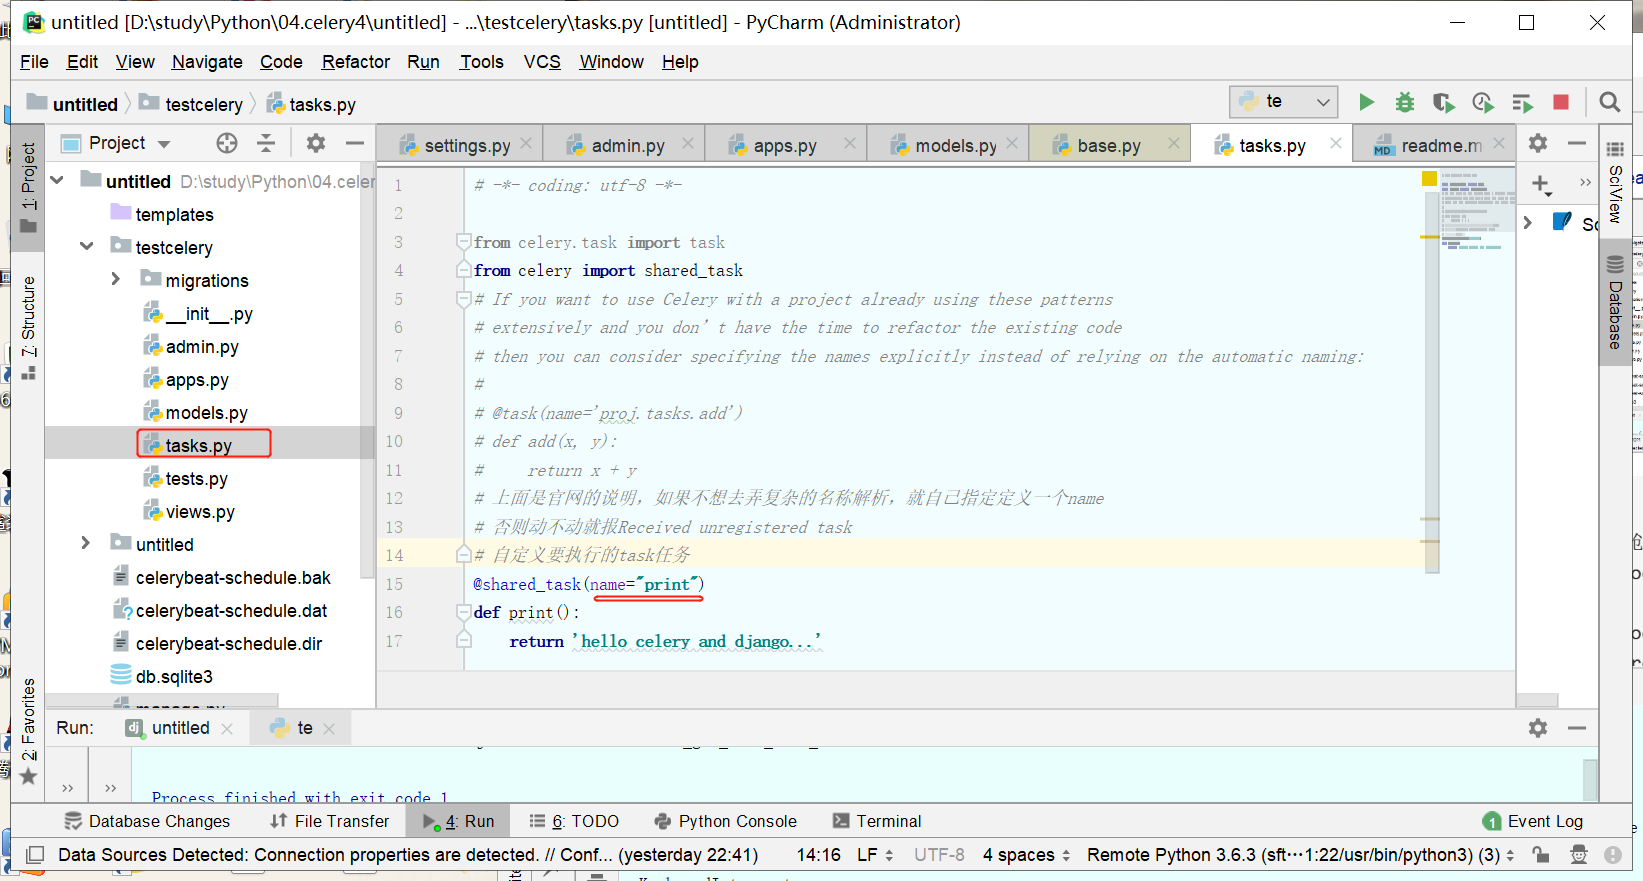 untitled [D:\study\Python\04.celery4\untitled] - ...\testcelery\tasks.py [untitled] - PyCharm (Administrator)
File Edit View Navigate Code Refactor Run Tools VCS Window Help
untitled testcelery tasks.py
te
Project
settings.py admin.py apps.py models.py base.py tasks.py readme.m
1: Project
7: Structure
2: Favorites
untitled D:\study\Python\04.celer
templates
testcelery
migrations
__init__.py
admin.py
apps.py
models.py
tasks.py
tests.py
views.py
untitled
celerybeat-schedule.bak
celerybeat-schedule.dat
celerybeat-schedule.dir
db.sqlite3
manage.py
1 # -*- coding: utf-8 -*-
2
3 from celery.task import task
4 from celery import shared_task
5 # If you want to use Celery with a project already using these patterns
6 # extensively and you don't have the time to refactor the existing code
7 # then you can consider specifying the names explicitly instead of relying on the automatic naming:
8 #
9 # @task(name='proj.tasks.add')
10 # def add(x, y):
11 #     return x + y
12 # 上面是官网的说明，如果不想去弄复杂的名称解析，就自己指定定义一个name
13 # 否则动不动就报Received unregistered task
14 # 自定义要执行的task任务
15 @shared_task(name="print")
16 def print():
17     return 'hello celery and django...'
SciView
Database
Sc
Run: untitled te
Process finished with exit code 1
Database Changes File Transfer 4: Run 6: TODO Python Console Terminal 1 Event Log
Data Sources Detected: Connection properties are detected. // Conf... (yesterday 22:41) 14:16 LF UTF-8 4 spaces Remote Python 3.6.3 (sft···1:22/usr/bin/python3) (3)